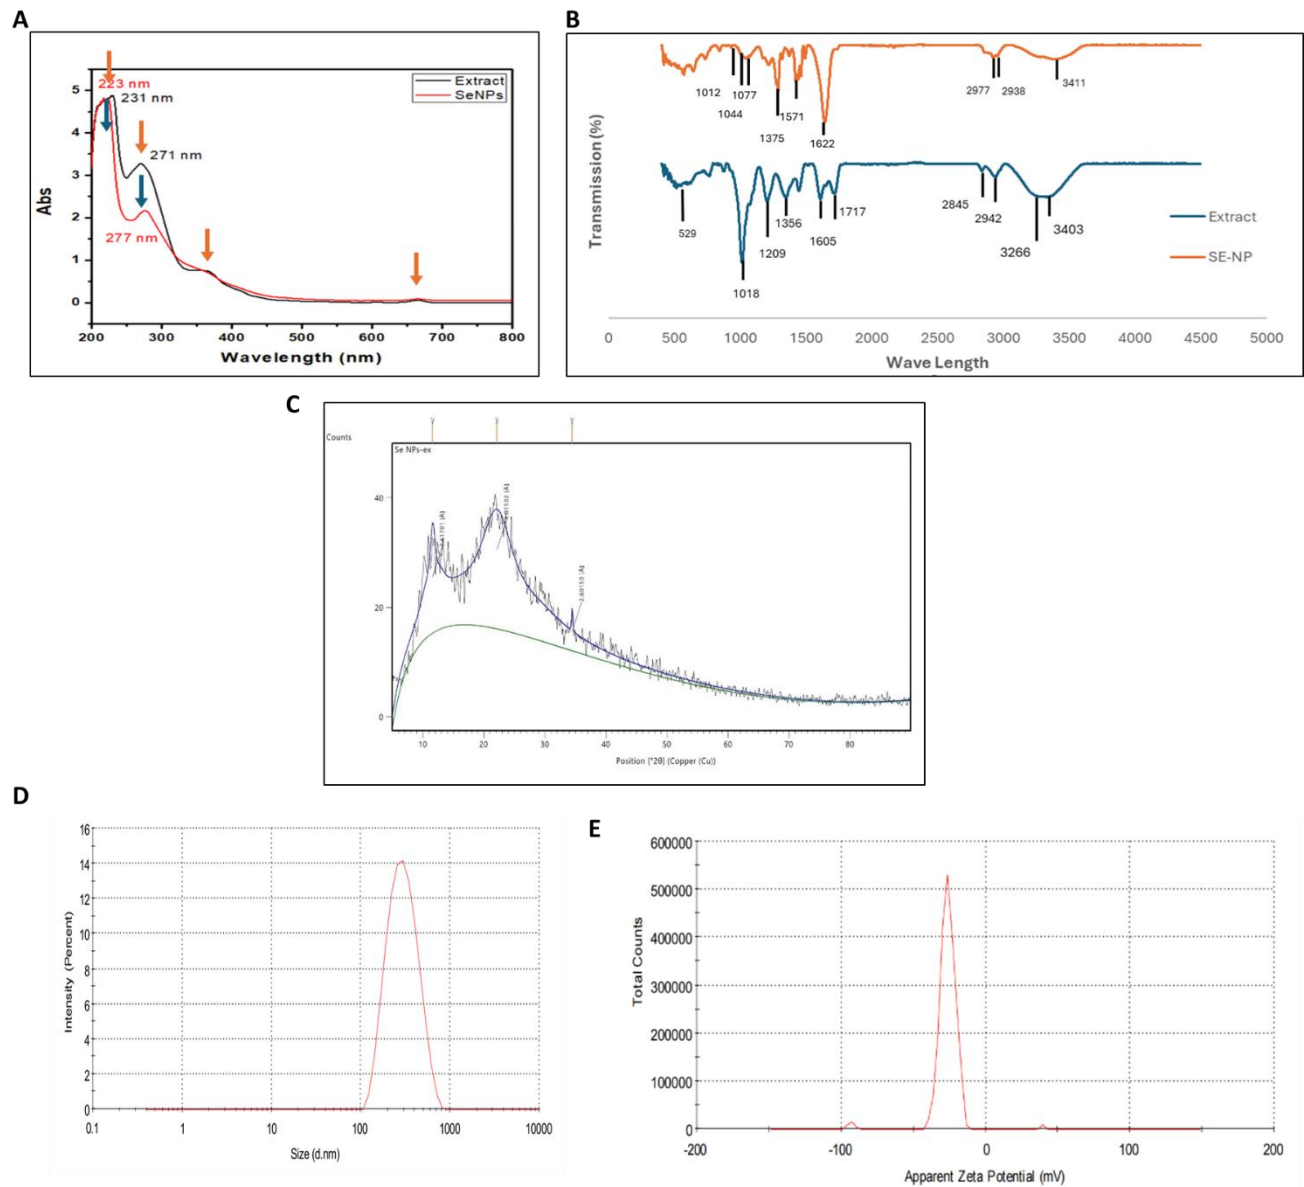 A
223 nm
231 nm
271 nm
277 nm
Extract
SeNPs
Abs
5
4
3
2
1
0
200 300 400 500 600 700 800
Wavelength (nm)
B
Transmission (%)
1012
1077
1044
1571
1375
1622
2977
2938
3411
529
1018
1209
1356
1605
1717
2845
2942
3266
3403
Extract
SE-NP
0 500 1000 1500 2000 2500 3000 3500 4000 4500 5000
Wave Length
C
Counts
Se NPs-ex
40
20
0
2.60150 [Å]
10 20 30 40 50 60 70 80
Position [°2θ] (Copper (Cu))
D
Intensity (Percent)
16
14
12
10
8
6
4
2
0
0.1 1 10 100 1000 10000
Size (d.nm)
E
Total Counts
600000
500000
400000
300000
200000
100000
0
-200 -100 0 100 200
Apparent Zeta Potential (mV)